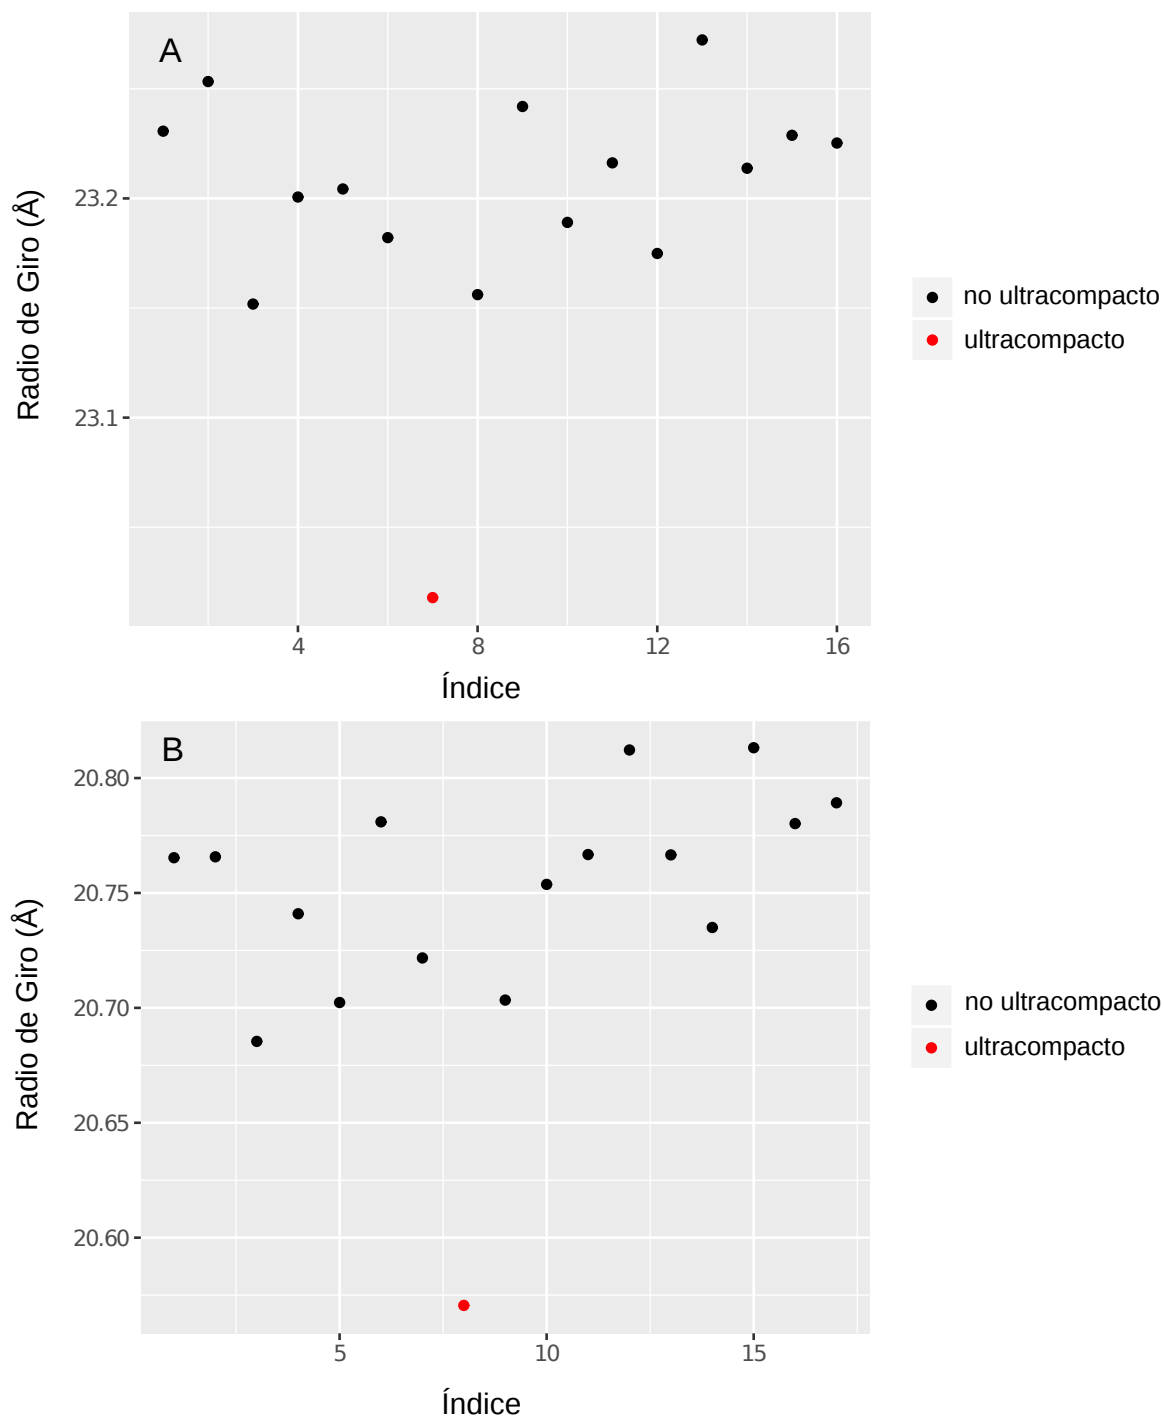 A
Radio de Giro (Å)
23.2
23.1
4 8 12 16
Índice
no ultracompacto
ultracompacto
B
Radio de Giro (Å)
20.80
20.75
20.70
20.65
20.60
5 10 15
Índice
no ultracompacto
ultracompacto